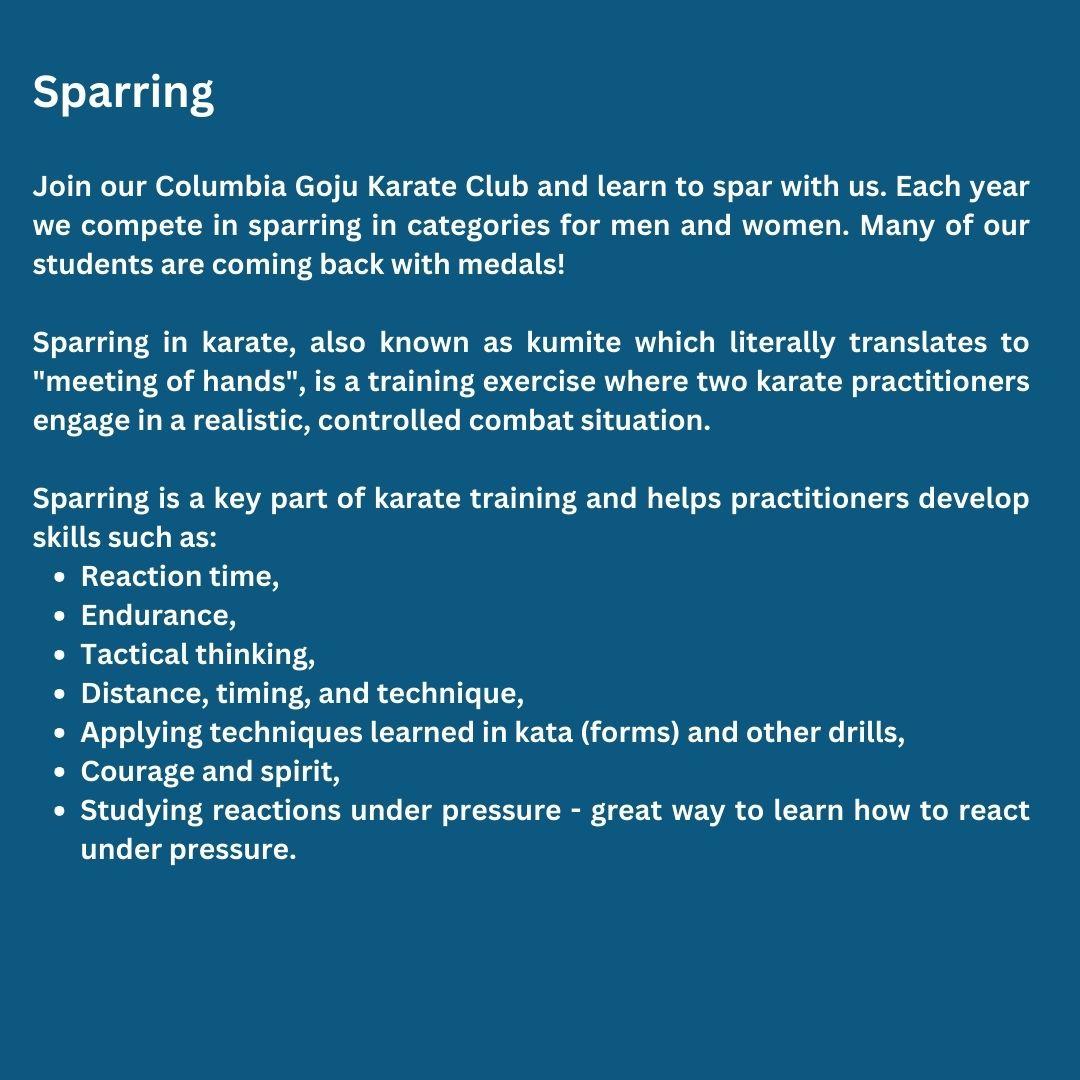 Sparring
Join our Columbia Goju Karate Club and learn to spar with us. Each year
we compete in sparring in categories for men and women. Many of our
students are coming back with medals!
Sparring in karate, also known as kumite which literally translates to
"meeting of hands", is a training exercise where two karate practitioners
engage in a realistic, controlled combat situation.
Sparring is a key part of karate training and helps practitioners develop
skills such as:
• Reaction time,
• Endurance,
• Tactical thinking,
• Distance, timing, and technique,
• Applying techniques learned in kata (forms) and other drills,
• Courage and spirit,
• Studying reactions under pressure - great way to learn how to react
under pressure.